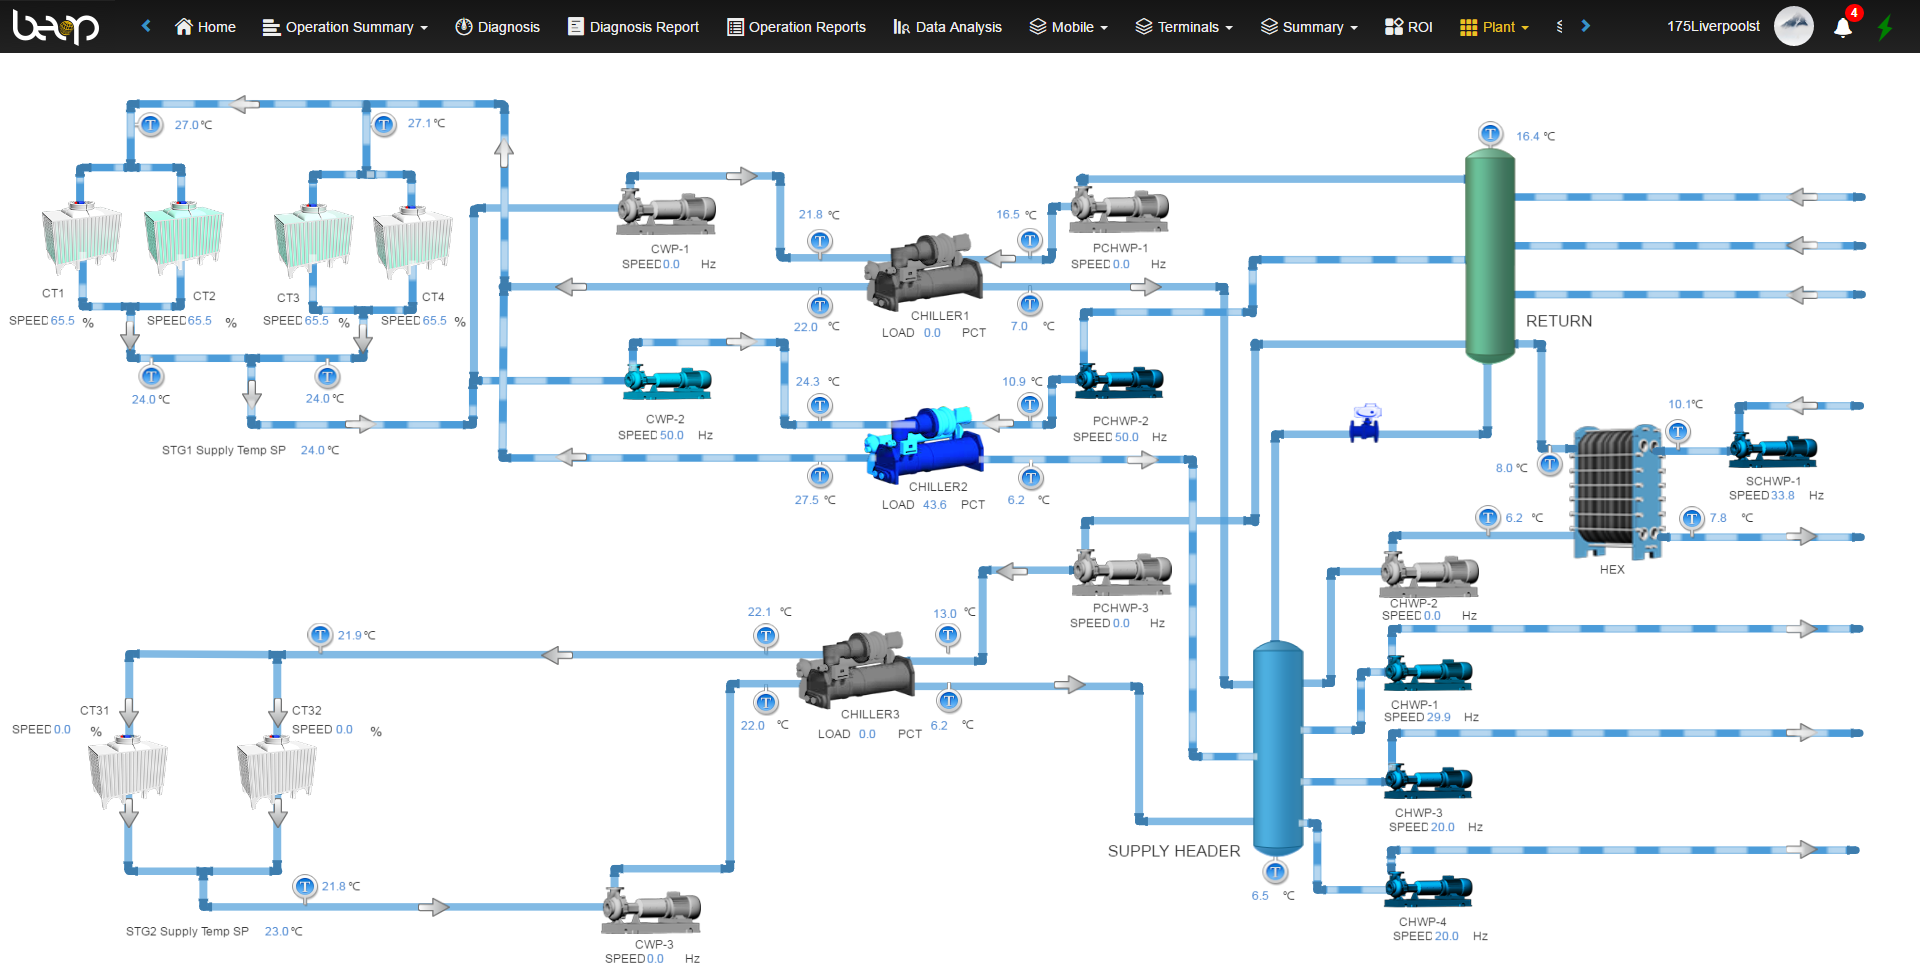 beap Home Operation Summary Diagnosis Diagnosis Report Operation Reports Data Analysis Mobile Terminals Summary ROI Plant 175Liverpoolst 4
27.0℃ 27.1℃
CT1 CT2 CT3 CT4
SPEED 65.5 % SPEED 65.5 % SPEED 65.5 % SPEED 65.5 %
24.0℃ 24.0℃
STG1 Supply Temp SP 24.0℃
CWP-1
SPEED 0.0 Hz
21.8 ℃
22.0 ℃
16.5 ℃
7.0 ℃
CHILLER1
LOAD 0.0 PCT
PCHWP-1
SPEED 0.0 Hz
16.4 ℃
RETURN
CWP-2
SPEED 50.0 Hz
24.3 ℃
27.5 ℃
10.9 ℃
6.2 ℃
CHILLER2
LOAD 43.6 PCT
PCHWP-2
SPEED 50.0 Hz
10.1℃
8.0 ℃
6.2 ℃
7.8 ℃
HEX
SCHWP-1
SPEED 33.8 Hz
PCHWP-3
SPEED 0.0 Hz
22.1 ℃
22.0 ℃
13.0 ℃
6.2 ℃
CHILLER3
LOAD 0.0 PCT
21.9℃
CT31 CT32
SPEED 0.0 % SPEED 0.0 %
21.8℃
STG2 Supply Temp SP 23.0℃
CWP-3
SPEED 0.0 Hz
SUPPLY HEADER
6.5 ℃
CHWP-2
SPEED 0.0 Hz
CHWP-1
SPEED 29.9 Hz
CHWP-3
SPEED 20.0 Hz
CHWP-4
SPEED 20.0 Hz